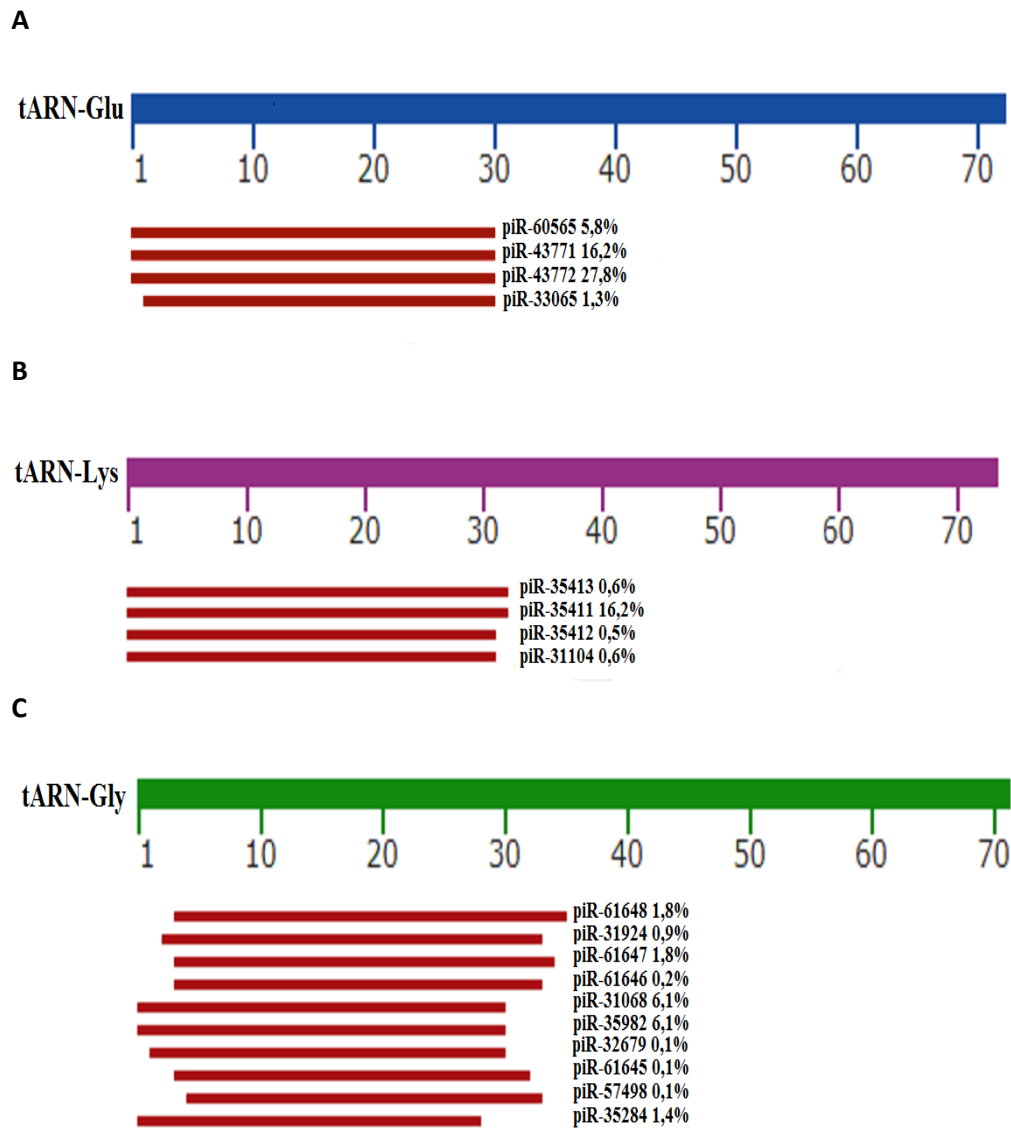 A
tARN-Glu
1 10 20 30 40 50 60 70
piR-60565 5,8%
piR-43771 16,2%
piR-43772 27,8%
piR-33065 1,3%
B
tARN-Lys
1 10 20 30 40 50 60 70
piR-35413 0,6%
piR-35411 16,2%
piR-35412 0,5%
piR-31104 0,6%
C
tARN-Gly
1 10 20 30 40 50 60 70
piR-61648 1,8%
piR-31924 0,9%
piR-61647 1,8%
piR-61646 0,2%
piR-31068 6,1%
piR-35982 6,1%
piR-32679 0,1%
piR-61645 0,1%
piR-57498 0,1%
piR-35284 1,4%